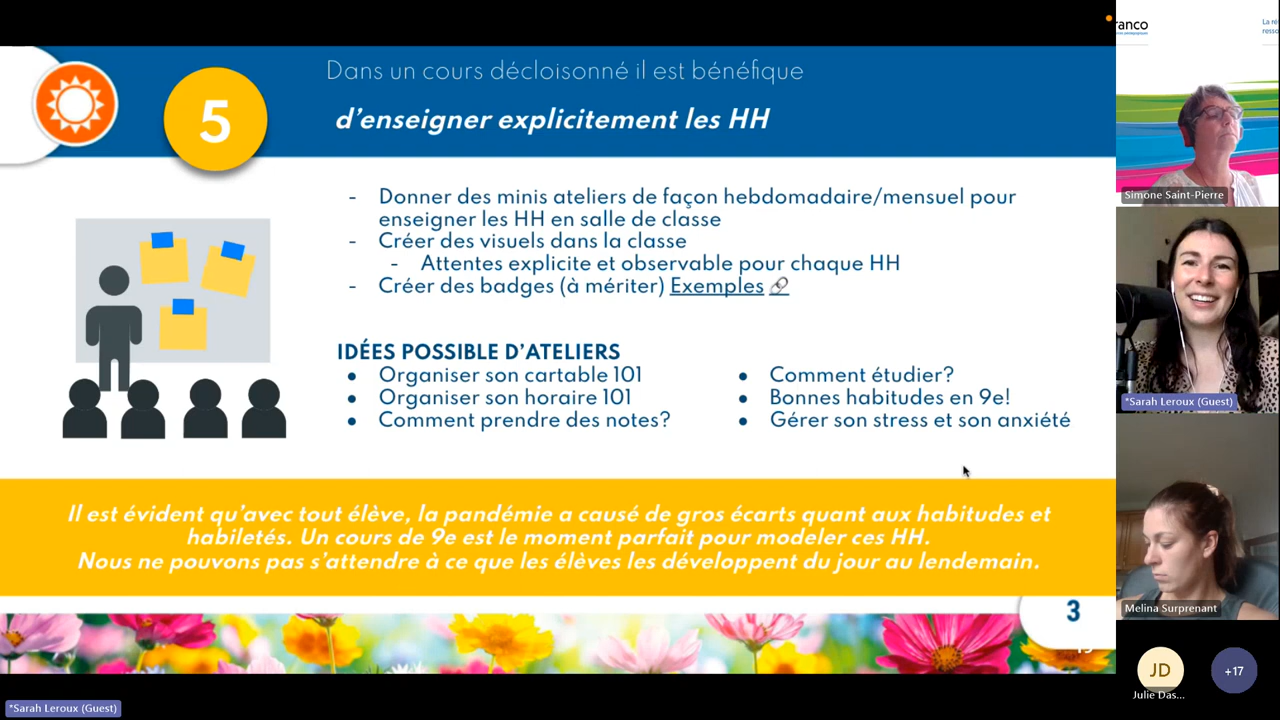 Dans un cours décloisonné il est bénéfique
5
d'enseigner explicitement les HH
- Donner des minis ateliers de façon hebdomadaire/mensuel pour
enseigner les HH en salle de classe
- Créer des visuels dans la classe
- Attentes explicite et observable pour chaque HH
- Créer des badges (à mériter) Exemples
IDÉES POSSIBLE D'ATELIERS
• Organiser son cartable 101
• Organiser son horaire 101
• Comment prendre des notes?
• Comment étudier?
• Bonnes habitudes en 9e!
• Gérer son stress et son anxiété
Il est évident qu'avec tout élève, la pandémie a causé de gros écarts quant aux habitudes et
habiletés. Un cours de 9e est le moment parfait pour modeler ces HH.
Nous ne pouvons pas s'attendre à ce que les élèves les développent du jour au lendemain.
3
*Sarah Leroux (Guest)
ranco
La ré
resso
Simone Saint-Pierre
*Sarah Leroux (Guest)
Melina Surprenant
JD
Julie Das...
+17